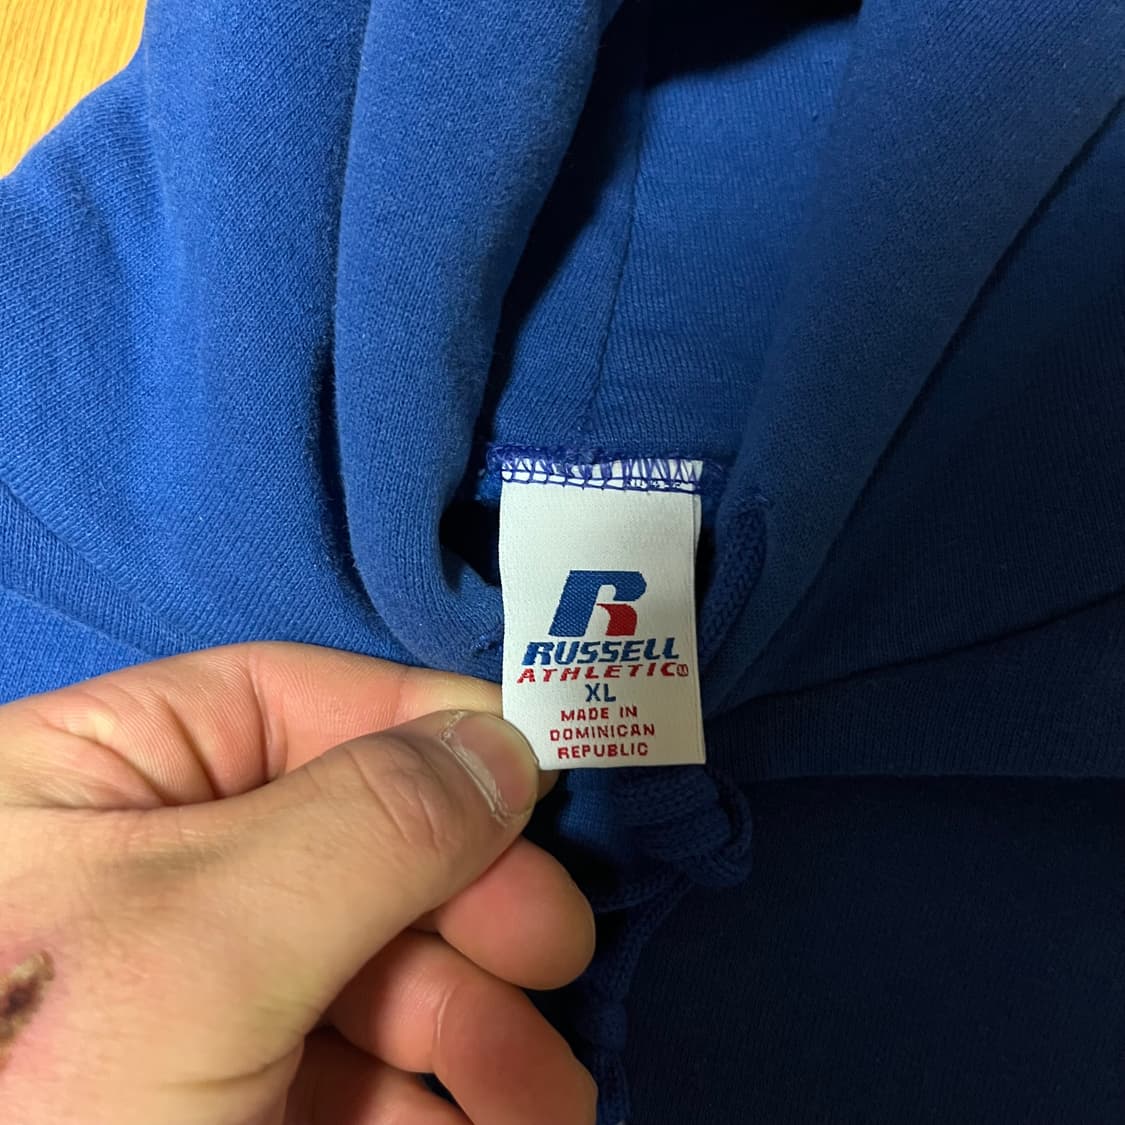 RUSSELL
ATHLETIC®
XL
MADE IN
DOMINICAN
REPUBLIC